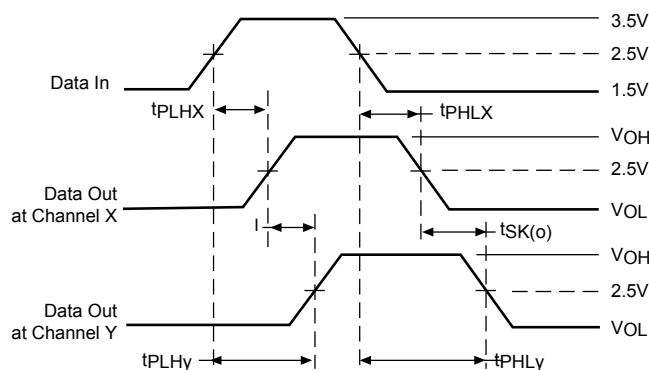 3.5V
2.5V
Data In
1.5V
tPLHX
tPHLX
VOH
2.5V
Data Out
at Channel X
VOL
I
tSK(o)
VOH
2.5V
Data Out
at Channel Y
VOL
tPLHy
tPHLy